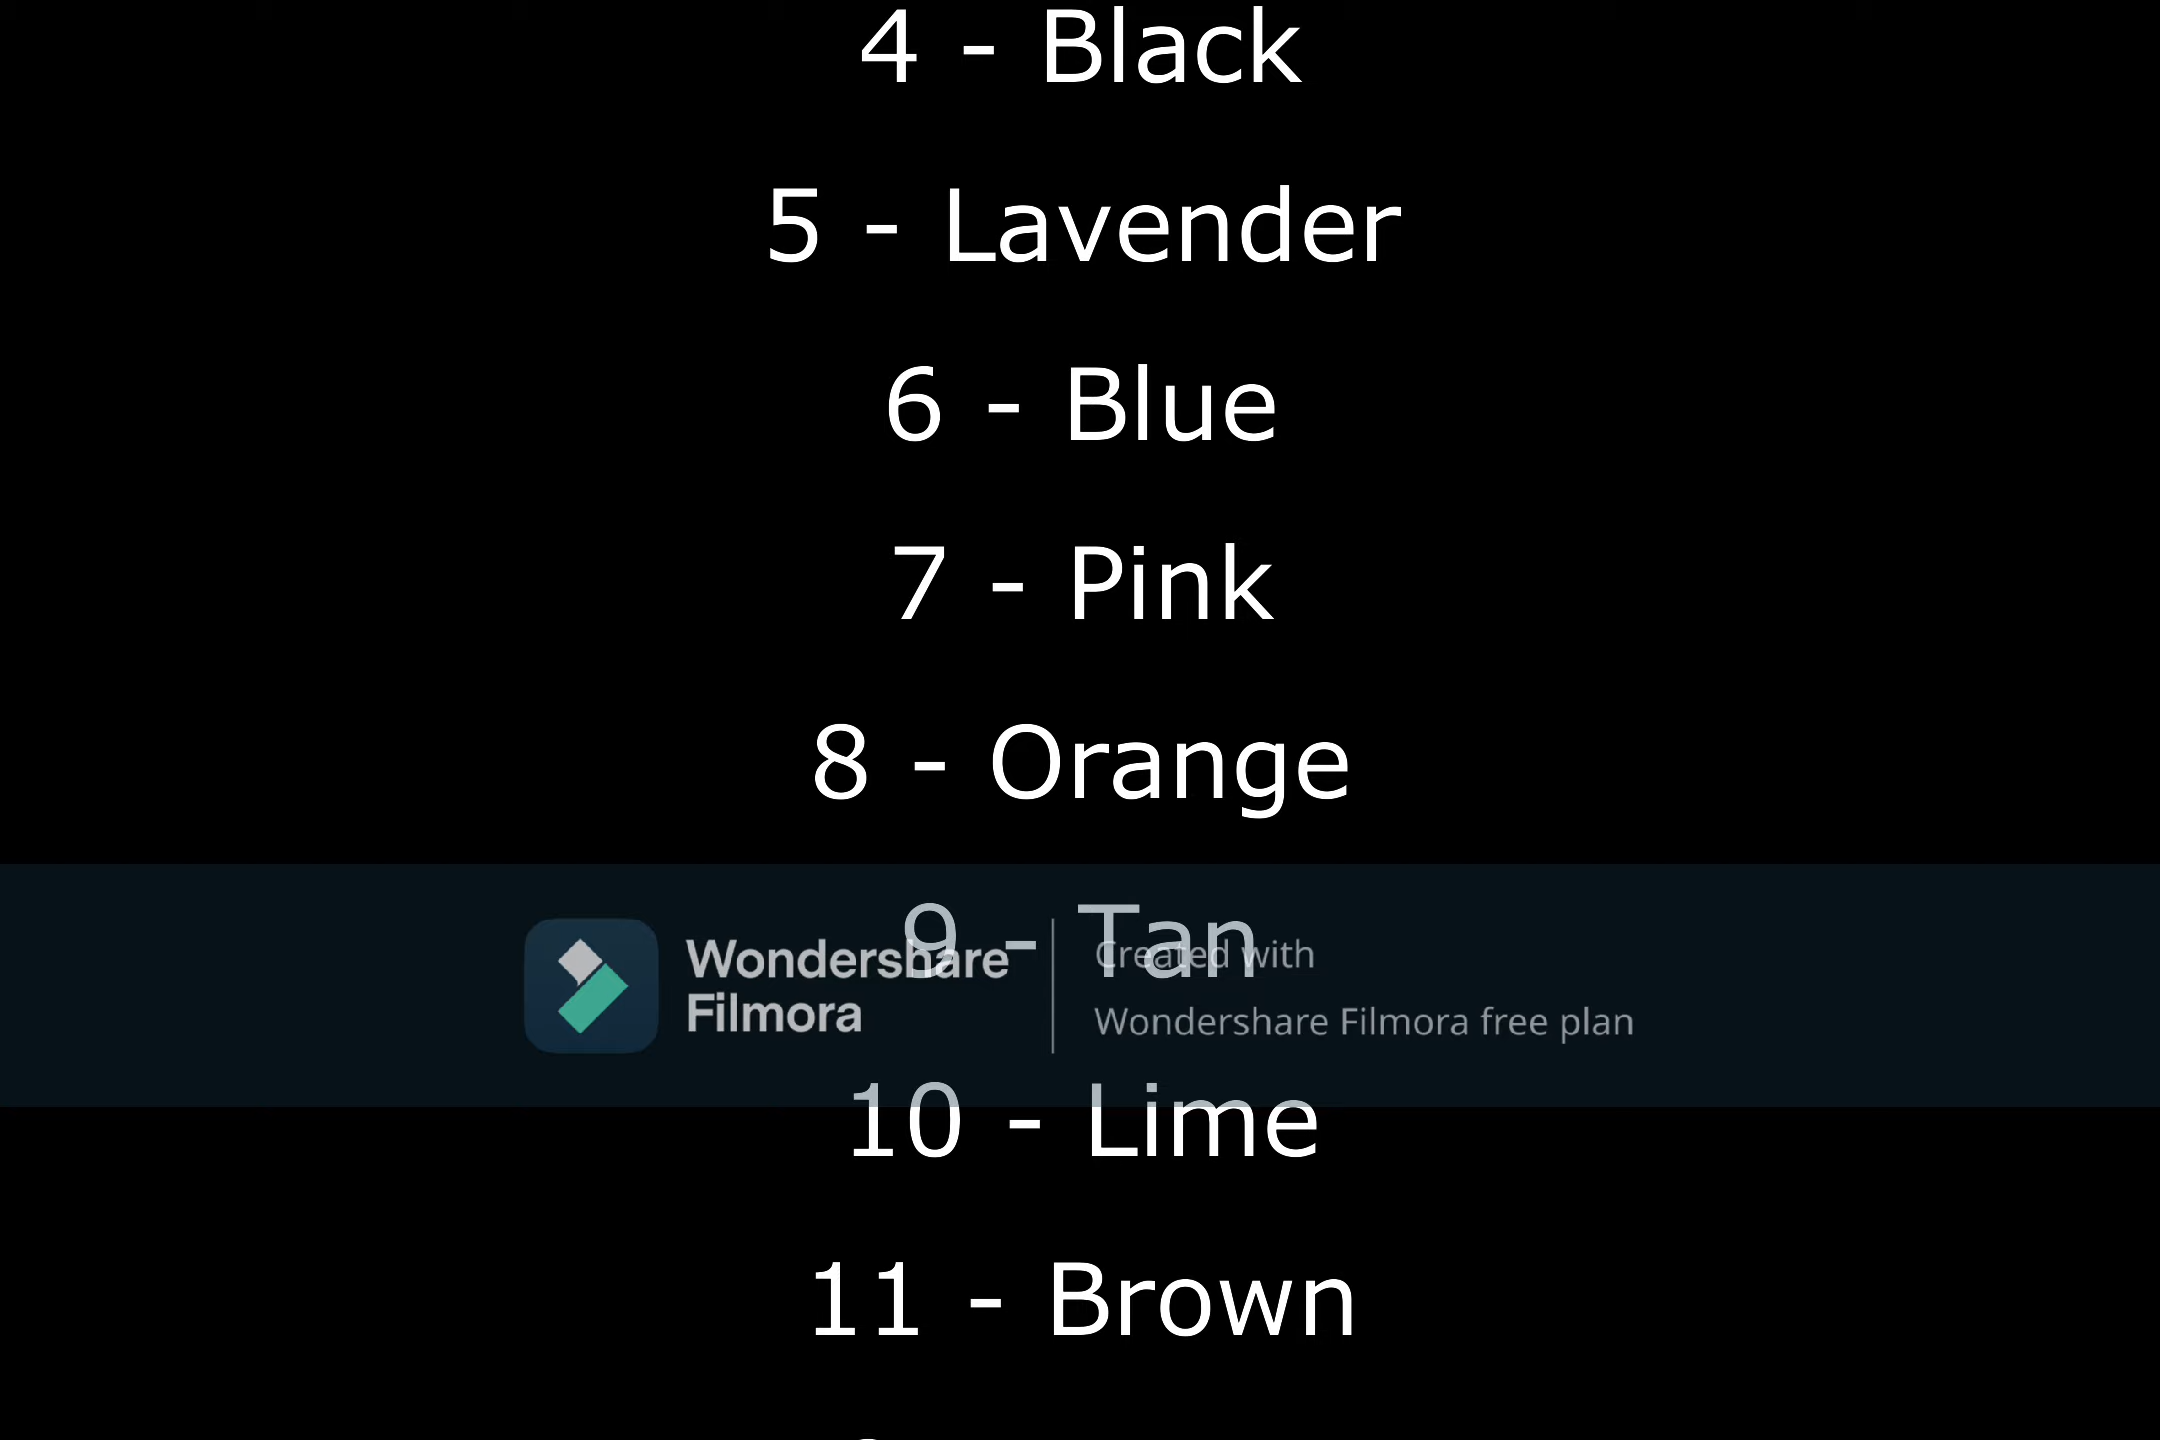 4 - Black
5 - Lavender
6 - Blue
7 - Pink
8 - Orange
9 - Tan
Wondershare
Filmora
Created with
Wondershare Filmora free plan
10 - Lime
11 - Brown